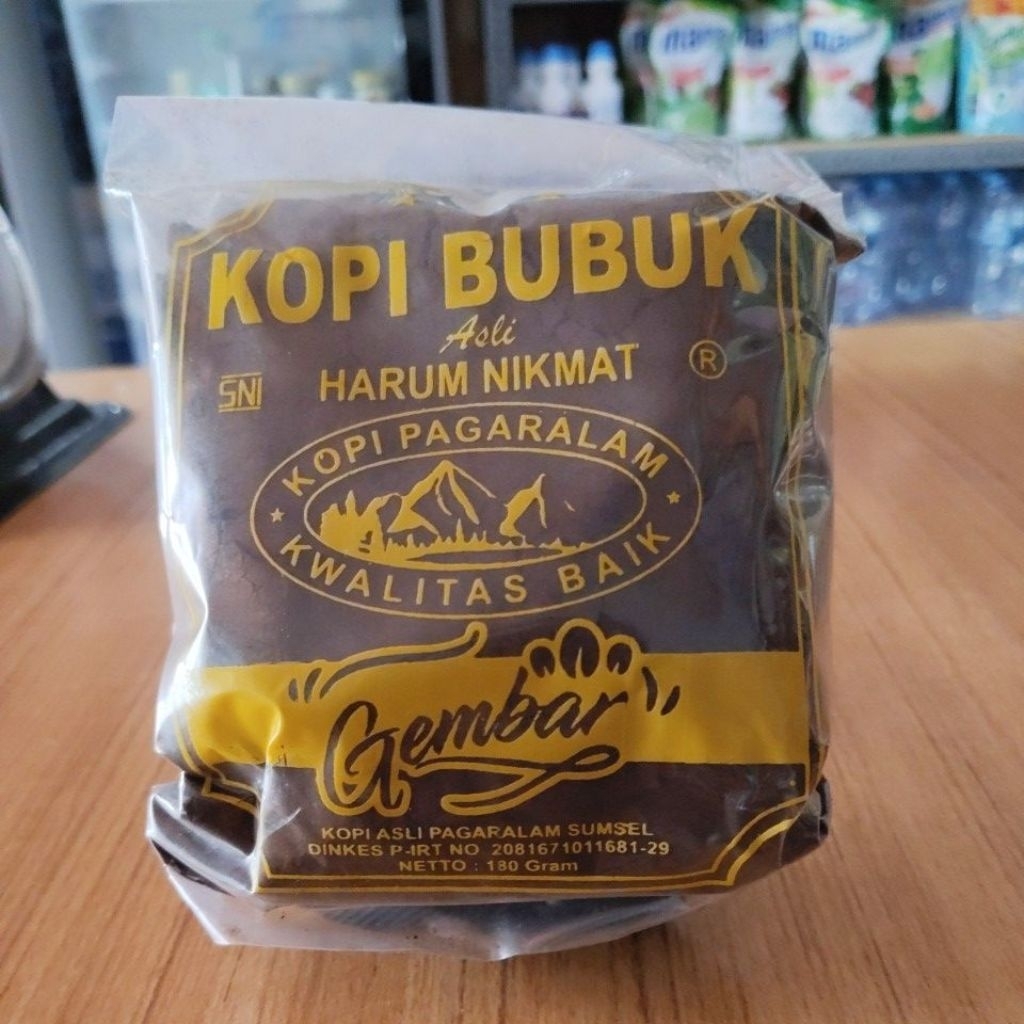 KOPI BUBUK
Asli
HARUM NIKMAT
SNI
®
KOPI PAGARALAM
KWALITAS BAIK
"Gembar"
KOPI ASLI PAGARALAM SUMSEL
DINKES P-IRT NO 2081671011681-29
NETTO : 180 Gram